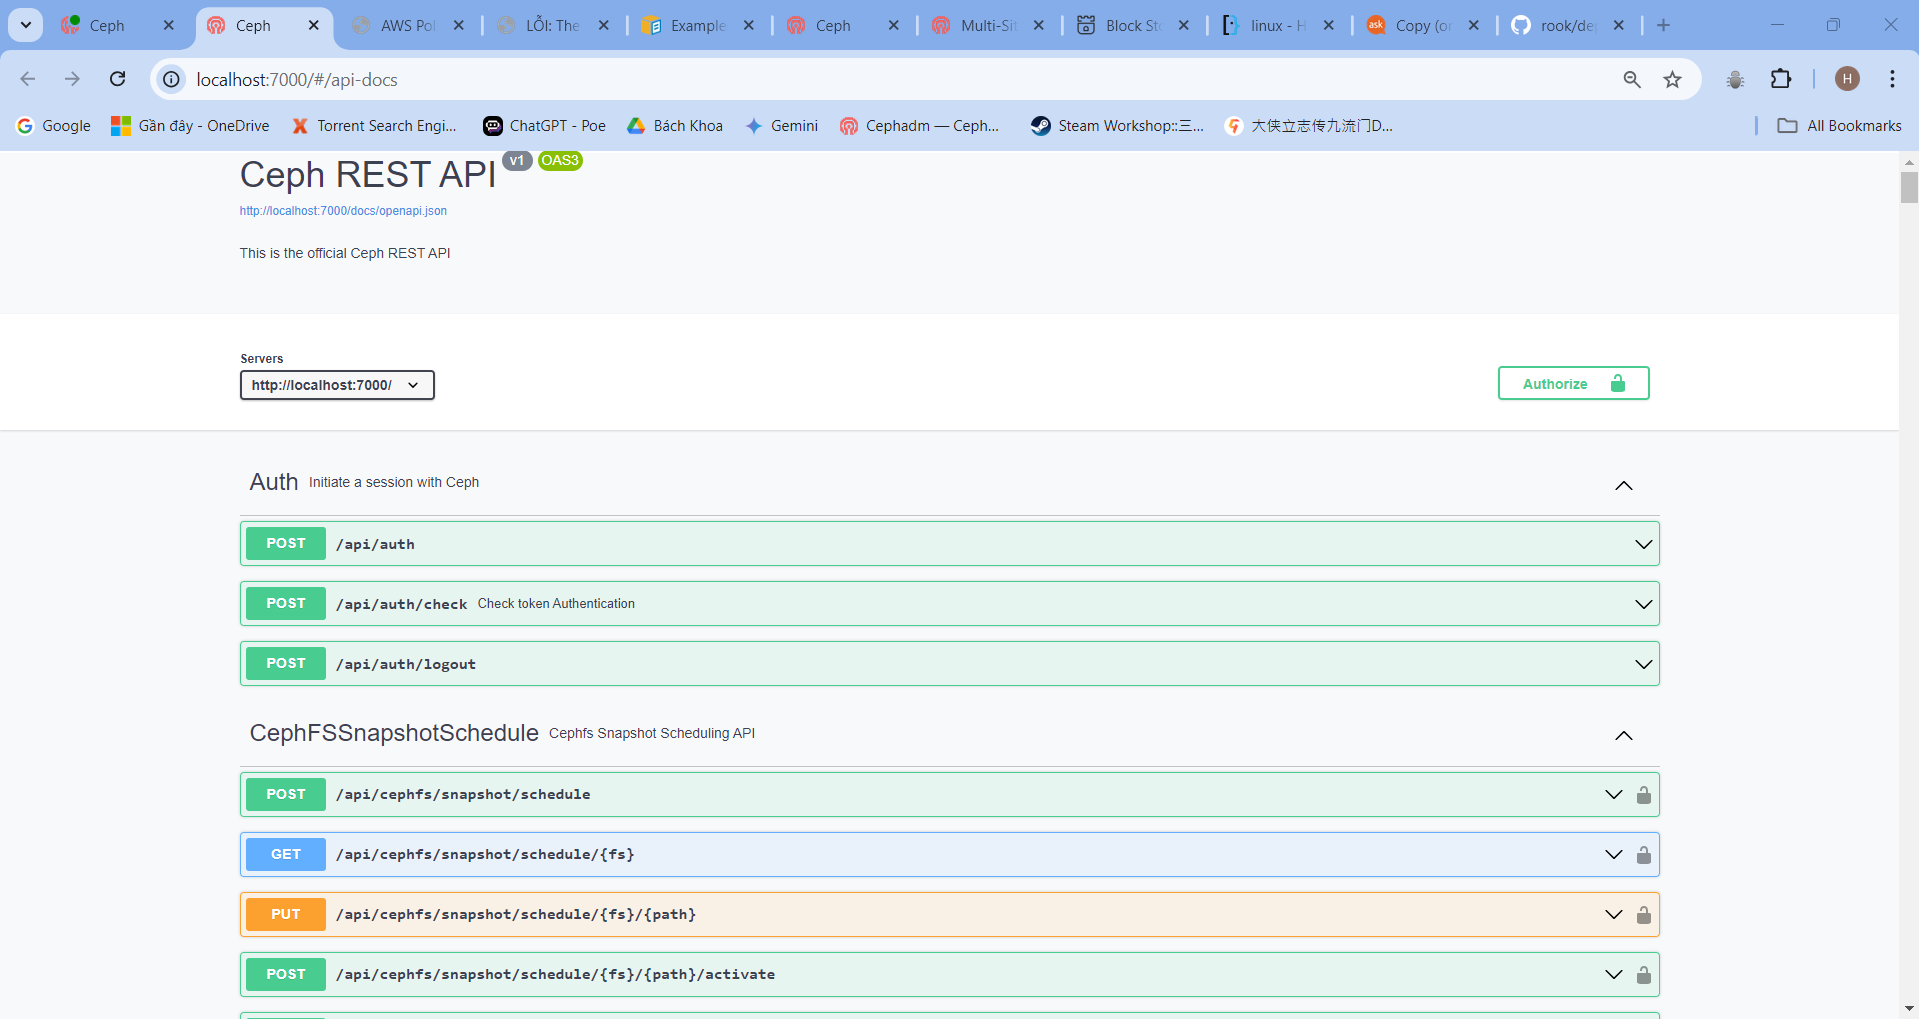 Ceph
Ceph
AWS Pol
LỖI: The
Example
Ceph
Multi-Sit
Block Sto
linux - H
Copy (or
rook/dep
localhost:7000/#/api-docs
H
Google
Gần đây - OneDrive
Torrent Search Engi...
ChatGPT - Poe
Bách Khoa
Gemini
Cephadm — Ceph...
Steam Workshop::三...
大侠立志传九流门D...
All Bookmarks
Ceph REST API v1 OAS3
http://localhost:7000/docs/openapi.json
This is the official Ceph REST API
Servers
http://localhost:7000/
Authorize
Auth Initiate a session with Ceph
POST /api/auth
POST /api/auth/check Check token Authentication
POST /api/auth/logout
CephFSSnapshotSchedule Cephfs Snapshot Scheduling API
POST /api/cephfs/snapshot/schedule
GET /api/cephfs/snapshot/schedule/{fs}
PUT /api/cephfs/snapshot/schedule/{fs}/{path}
POST /api/cephfs/snapshot/schedule/{fs}/{path}/activate